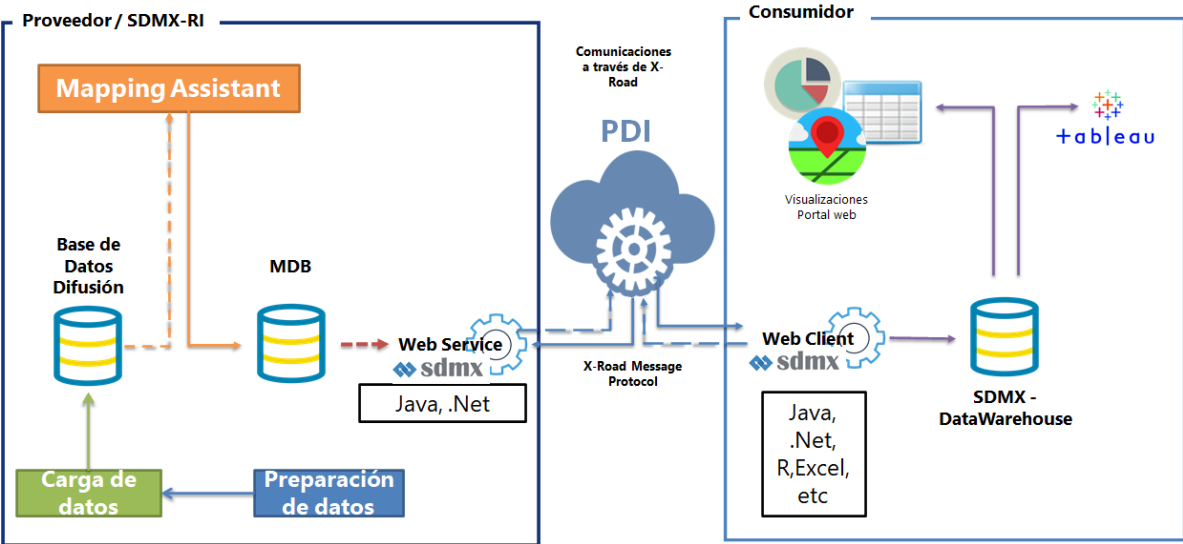 Proveedor / SDMX-RI
Mapping Assistant
Base de
Datos
Difusión
MDB
Web Service
sdmx
Java, .Net
Carga de
datos
Preparación
de datos
Comunicaciones
a través de X-
Road
PDI
X-Road Message
Protocol
Consumidor
Visualizaciones
Portal web
+ableau
Web Client
sdmx
Java,
.Net,
R,Excel,
etc
SDMX -
DataWarehouse